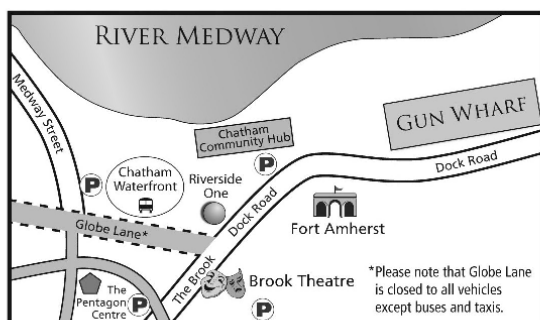 RIVER MEDWAY
Medway Street
Chatham
Community Hub
GUN WHARF
P
P
Chatham
Waterfront
Riverside
One
Dock Road
Dock Road
Fort Amherst
Globe Lane*
The Brook
Brook Theatre
The
Pentagon
Centre
P
P
*Please note that Globe Lane
is closed to all vehicles
except buses and taxis.